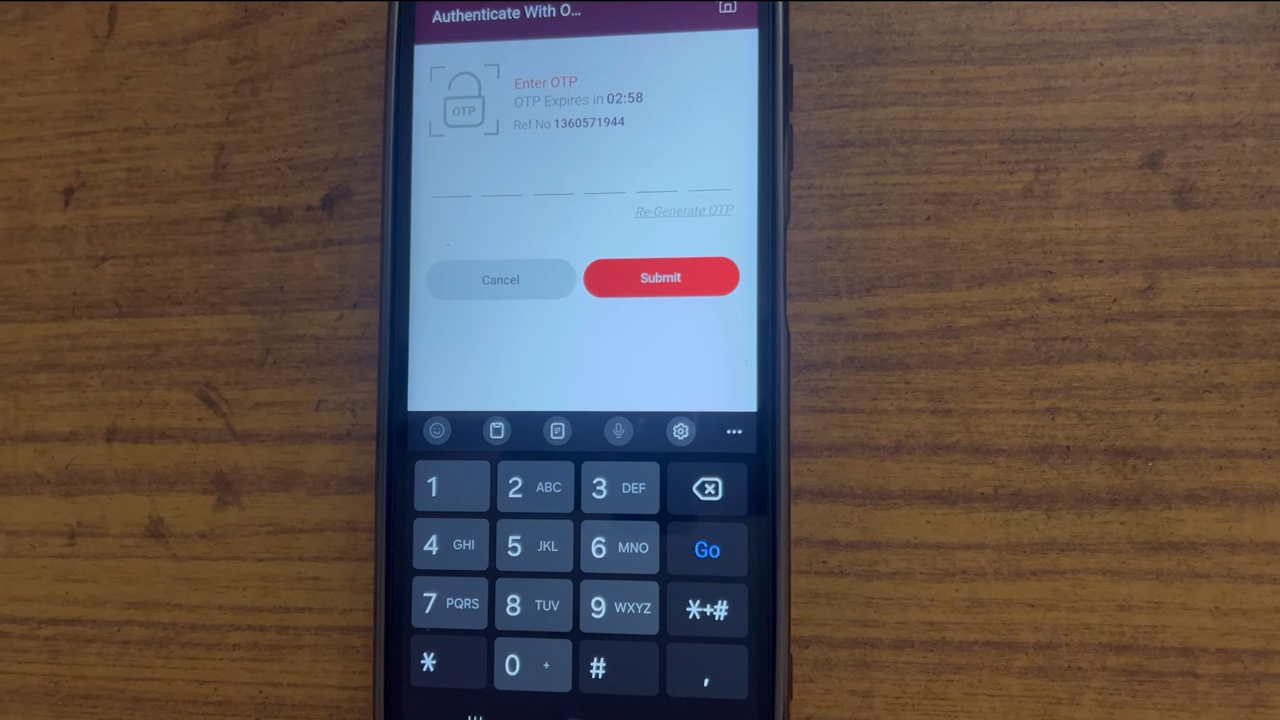 Authenticate With O...
OTP
Enter OTP
OTP Expires in 02:58
Ref No 1360571944
Re-Generate OTP
Cancel
Submit
1
2 ABC
3 DEF
4 GHI
5 JKL
6 MNO
Go
7 PQRS
8 TUV
9 WXYZ
*+#
*
0 +
#
,